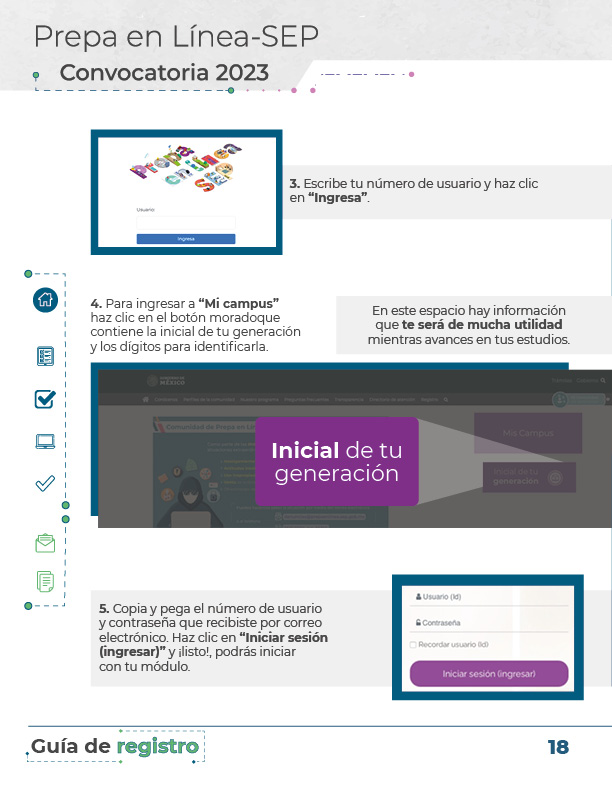 Prepa en Línea-SEP
Convocatoria 2023
Usuario
Ingresa
3. Escribe tu número de usuario y haz clic
en “Ingresa”.
4. Para ingresar a “Mi campus”
haz clic en el botón moradoque
contiene la inicial de tu generación
y los dígitos para identificarla.
En este espacio hay información
que te será de mucha utilidad
mientras avances en tus estudios.
MÉXICO
Comunidad de Prepa en Lín
Mis Campus
Inicial de tu
generación
Inicial de tu
generación
5. Copia y pega el número de usuario
y contraseña que recibiste por correo
electrónico. Haz clic en “Iniciar sesión
(ingresar)” y ¡listo!, podrás iniciar
con tu módulo.
Usuario (Id)
Contraseña
Recordar usuario (Id)
Iniciar sesión (ingresar)
Guía de registro
18